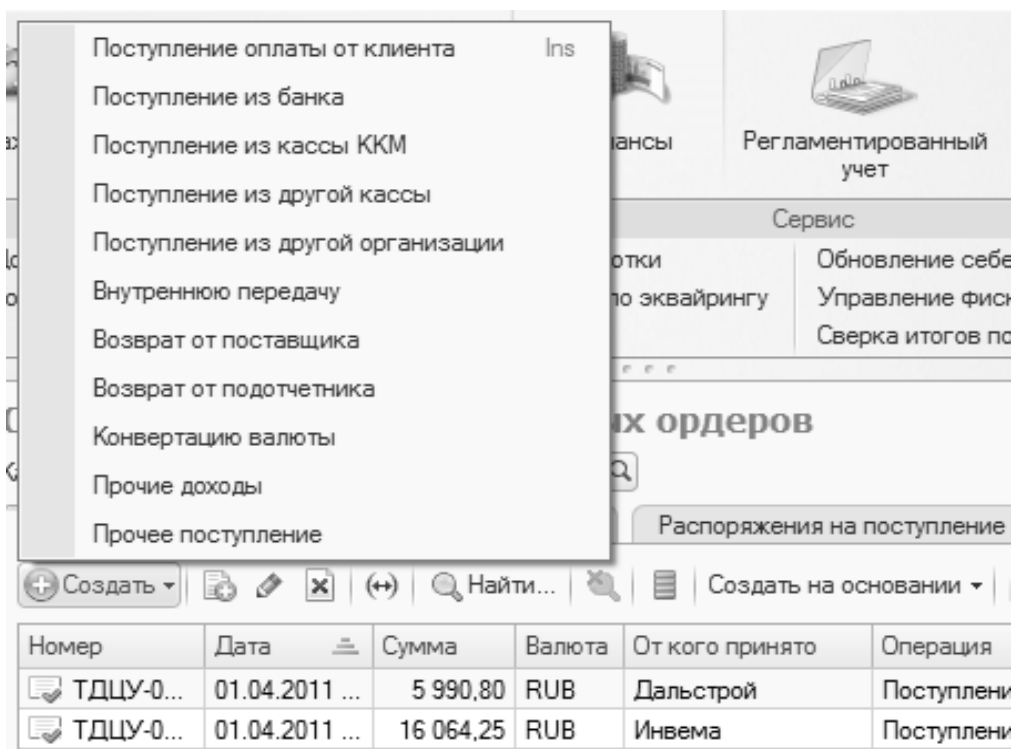 Поступление оплаты от клиента Ins
Поступление из банка
Поступление из кассы ККМ
Поступление из другой кассы
Поступление из другой организации
Внутреннюю передачу
Возврат от поставщика
Возврат от подотчетника
Конвертацию валюты
Прочие доходы
Прочее поступление
ансы
Регламентированный
учет
Сервис
отки
Обновление себе
о эквайрингу
Управление фиск
Сверка итогов по
х ордеров
Распоряжения на поступление
Создать Найти... Создать на основании
Номер Дата Сумма Валюта От кого принято Операция
ТДЦУ-0... 01.04.2011 ... 5 990,80 RUB Дальстрой Поступлени
ТДЦУ-0... 01.04.2011 ... 16 064,25 RUB Инвема Поступлени